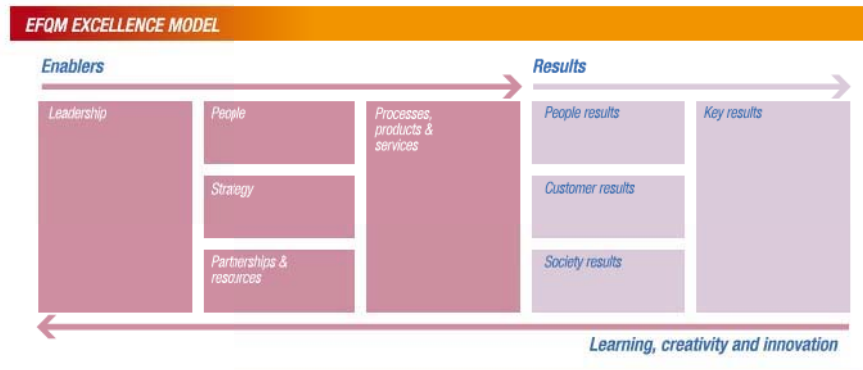 EFQM EXCELLENCE MODEL
Enablers
Results
Leadership
People
Processes,
products &
services
People results
Key results
Strategy
Customer results
Partnerships &
resources
Society results
Learning, creativity and innovation